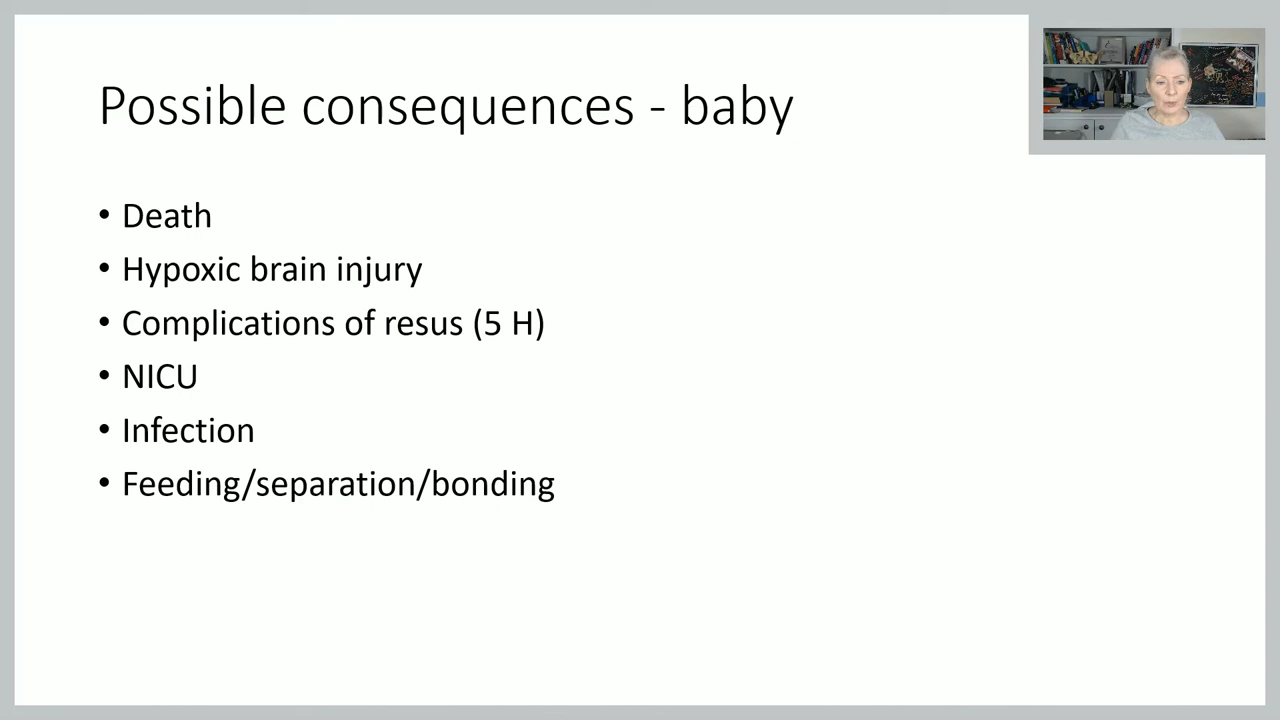 Possible consequences - baby
• Death
• Hypoxic brain injury
• Complications of resus (5 H)
• NICU
• Infection
• Feeding/separation/bonding